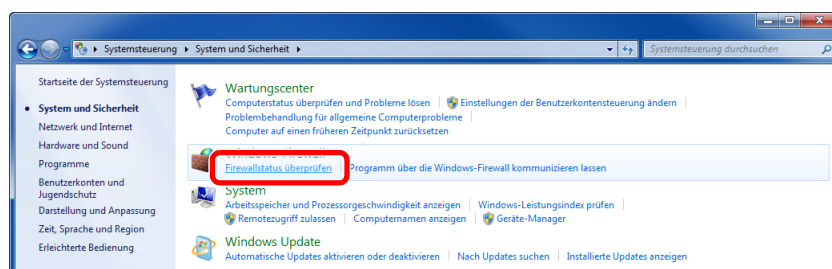 Systemsteuerung ▸ System und Sicherheit ▸
Systemsteuerung durchsuchen
Startseite der Systemsteuerung
System und Sicherheit
Netzwerk und Internet
Hardware und Sound
Programme
Benutzerkonten und
Jugendschutz
Darstellung und Anpassung
Zeit, Sprache und Region
Erleichterte Bedienung
Wartungscenter
Computerstatus überprüfen und Probleme lösen | Einstellungen der Benutzerkontensteuerung ändern |
Problembehandlung für allgemeine Computerprobleme |
Computer auf einen früheren Zeitpunkt zurücksetzen
Windows-Firewall
Firewallstatus überprüfen | Programm über die Windows-Firewall kommunizieren lassen
System
Arbeitsspeicher und Prozessorgeschwindigkeit anzeigen | Windows-Leistungsindex prüfen |
Remotezugriff zulassen | Computernamen anzeigen | Geräte-Manager
Windows Update
Automatische Updates aktivieren oder deaktivieren | Nach Updates suchen | Installierte Updates anzeigen